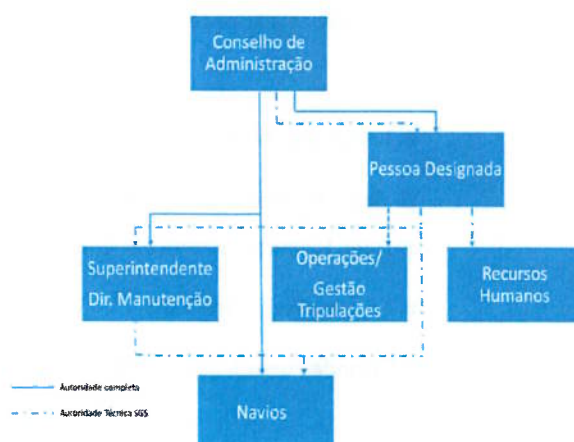 Conselho de
Administração
Pessoa Designada
Superintendente
Dir. Manutenção
Operações/
Gestão
Tripulações
Recursos
Humanos
Autoridade completa
Autoridade Técnica SGS
Navios